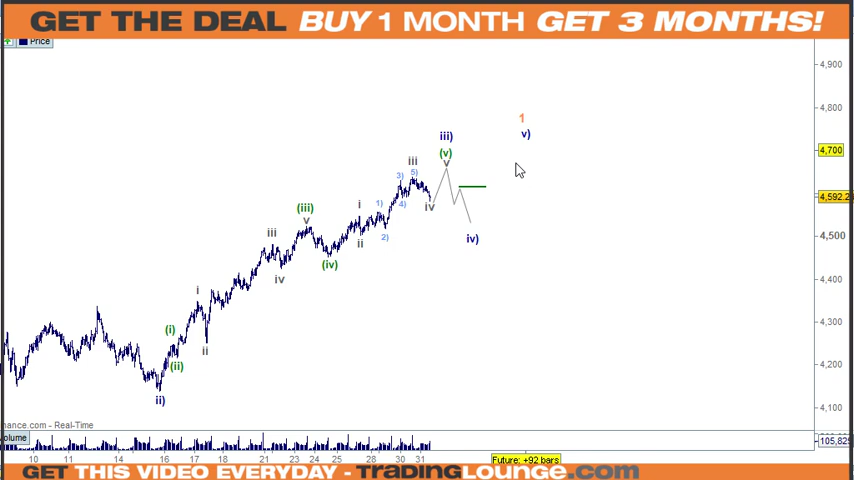 GET THE DEAL BUY 1 MONTH GET 3 MONTHS!
Price
4,900
4,800
1
v)
iii)
4,700
(v)
v
iii
3) 5)
4,592.2
(iii)
i
1)
4)
iv
v
iii
ii
2)
iv)
4,500
(iv)
iv
4,400
i
(i)
4,300
ii
(ii)
4,200
ii)
4,100
nance.com - Real-Time
olume
105,825
10 11 14 16 17 18 21 22 23 24 25 28 29 30 31
Future: +92 bars
GET THIS VIDEO EVERYDAY - TradingLounge.com